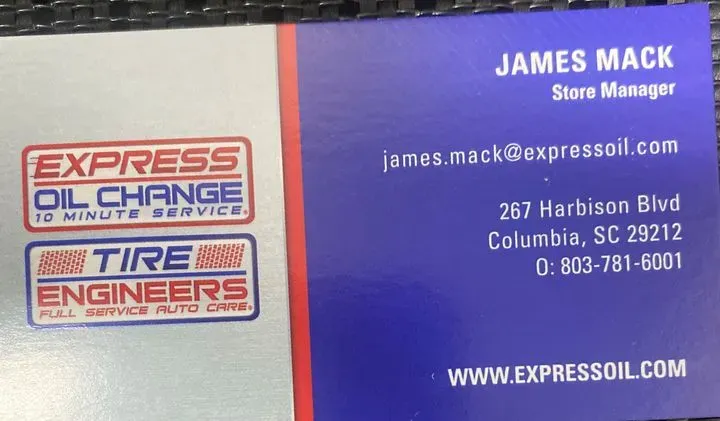 EXPRESS
OIL CHANGE
10 MINUTE SERVICE®
TIRE
ENGINEERS
FULL SERVICE AUTO CARE®
JAMES MACK
Store Manager
james.mack@expressoil.com
267 Harbison Blvd
Columbia, SC 29212
O: 803-781-6001
WWW.EXPRESSOIL.COM